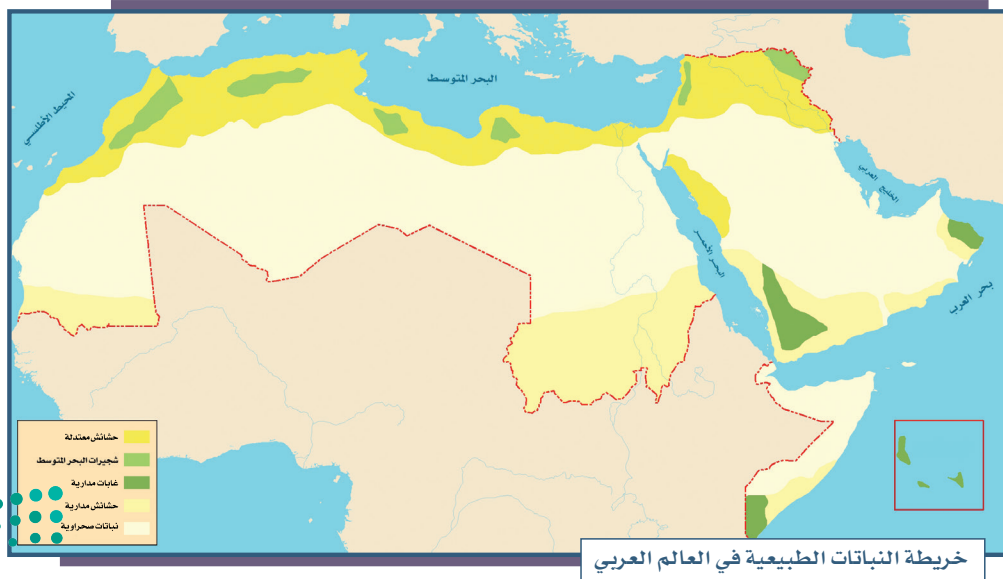 البحر المتوسط
المحيط الأطلسي
الخليج العربي
البحر الأحمر
بحر العرب
حشائش معتدلة
شجيرات البحر المتوسط
غابات مدارية
حشائش مدارية
نباتات صحراوية
خريطة النباتات الطبيعية في العالم العربي